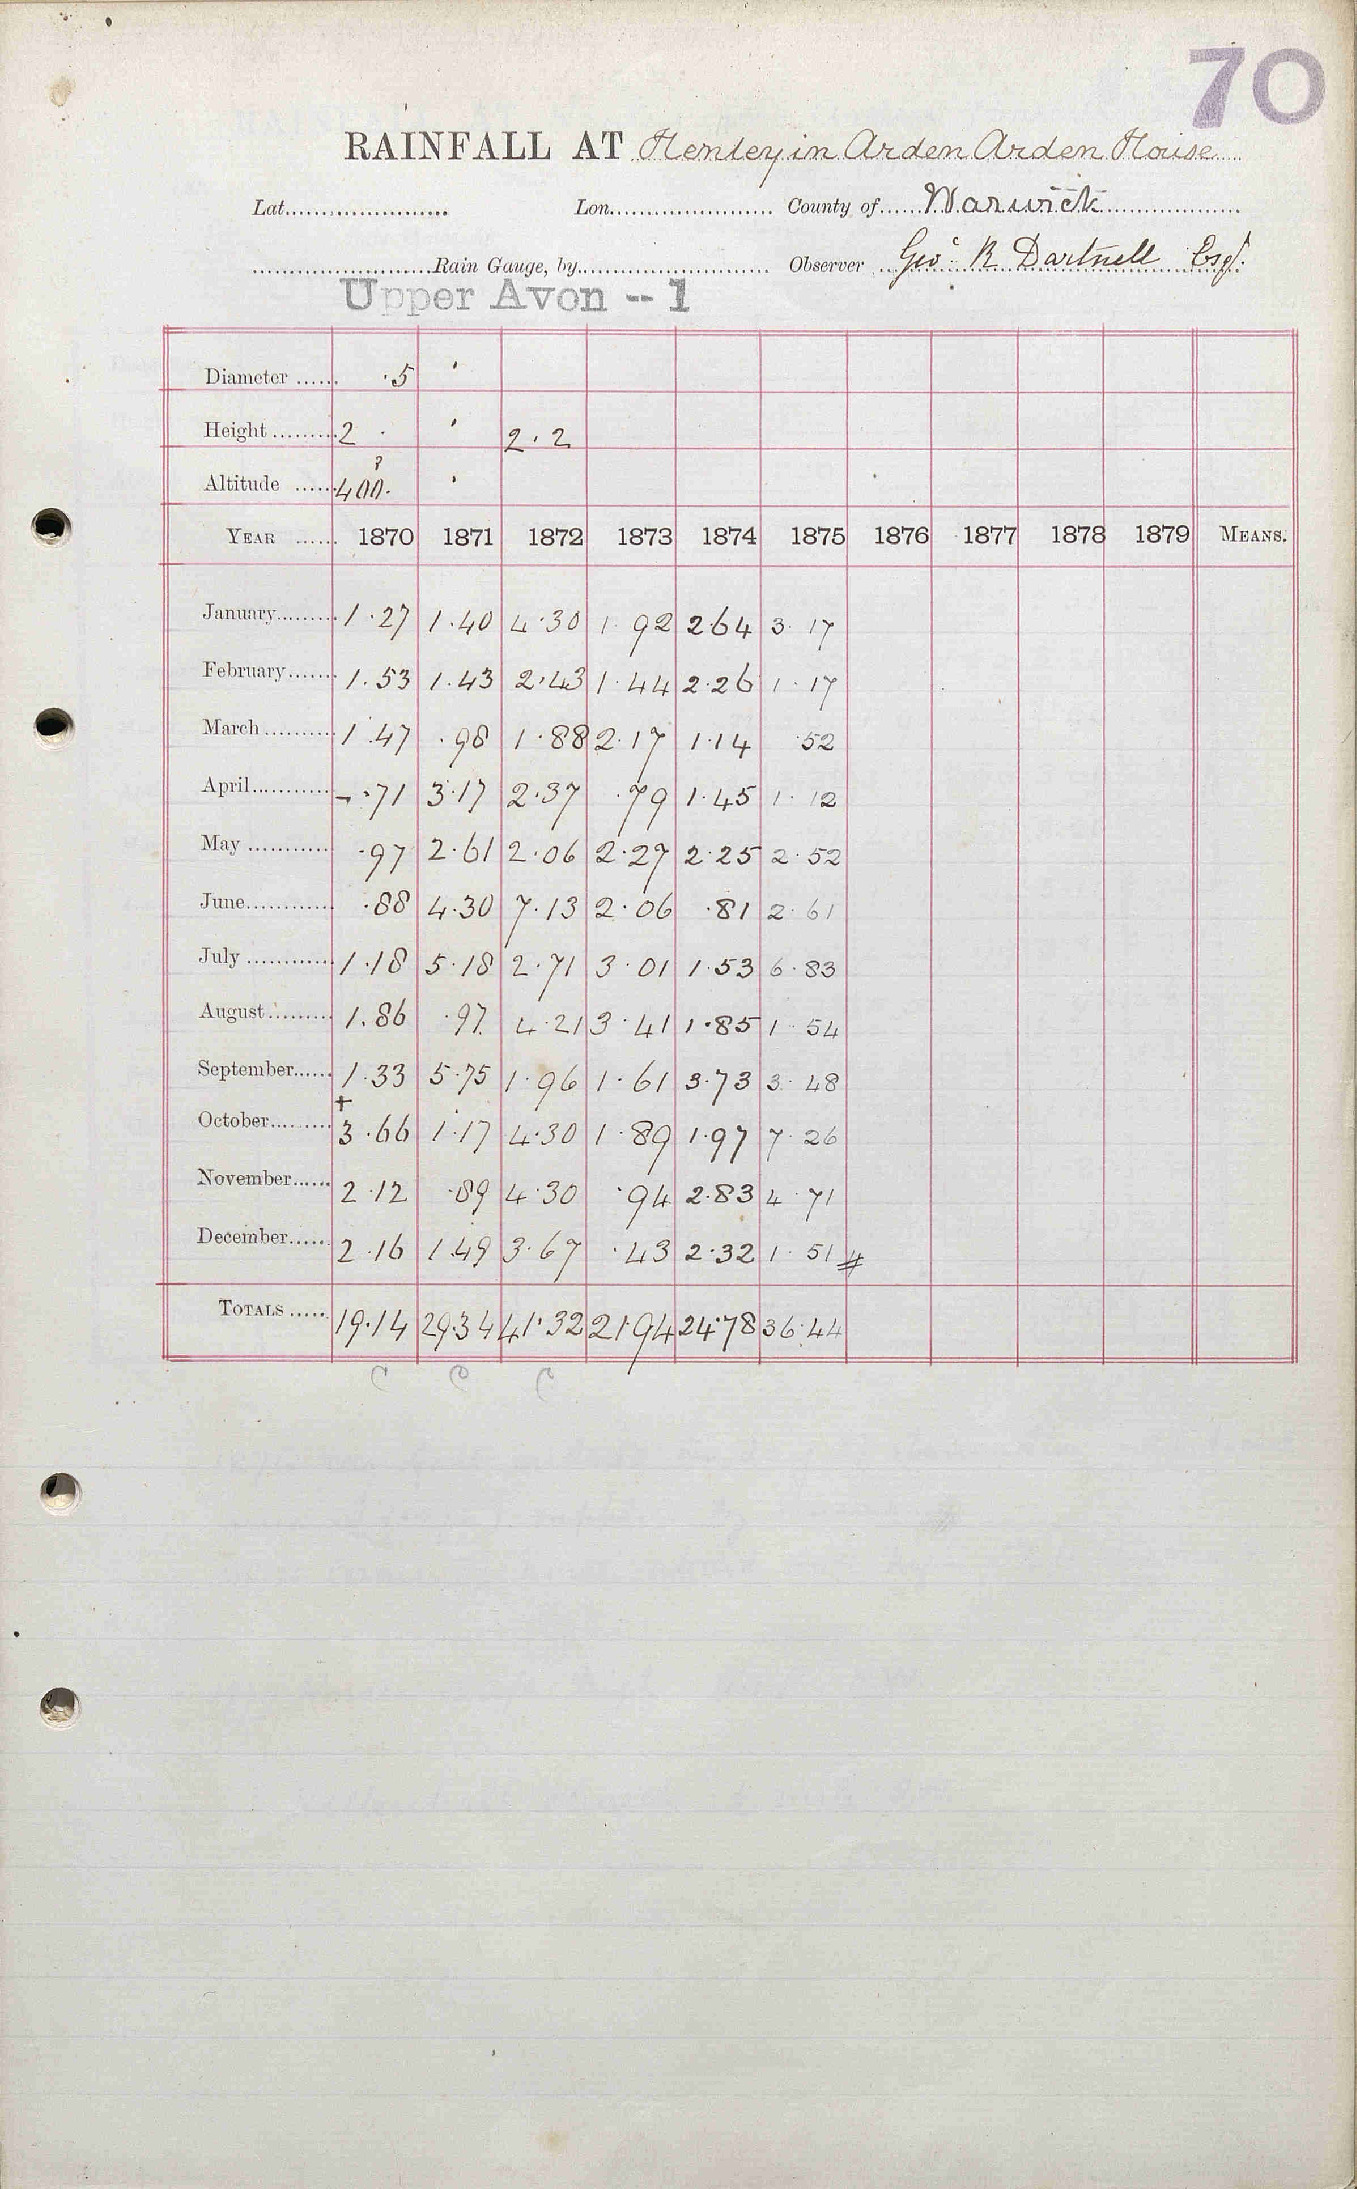 70
RAINFALL AT Henley in Arden Arden House
Lat. Lon. County of Warwick
Rain Gauge, by Observer Geo. R Dartnell Esq.
Upper Avon -- 1
Diameter ...... ·5 '
Height ......... 2 · ' 2·2
?
Altitude ...... 400· '
YEAR ...... 1870 1871 1872 1873 1874 1875 1876 1877 1878 1879 MEANS.
January......... 1·27 1·40 4·30 1·92 2·64 3·17
February....... 1·53 1·43 2·43 1·44 2·26 1·17
March .......... 1·47 ·98 1·88 2·17 1·14 ·52
April............ - ·71 3·17 2·37 ·79 1·45 1·12
May ............ ·97 2·61 2·06 2·27 2·25 2·52
June............. ·88 4·30 7·13 2·06 ·81 2·61
July ............. 1·18 5·18 2·71 3·01 1·53 6·83
August.......... 1·86 ·97 4·21 3·41 1·85 1·54
September...... 1·33 5·75 1·96 1·61 3·73 3·48
+
October......... 3·66 1·17 4·30 1·89 1·97 7·26
November...... 2·12 ·89 4·30 ·94 2·83 4·71
December...... 2·16 1·49 3·67 ·43 2·32 1·51 #
TOTALS ..... 19·14 29·34 41·32 21·94 24·78 36·44
C C C